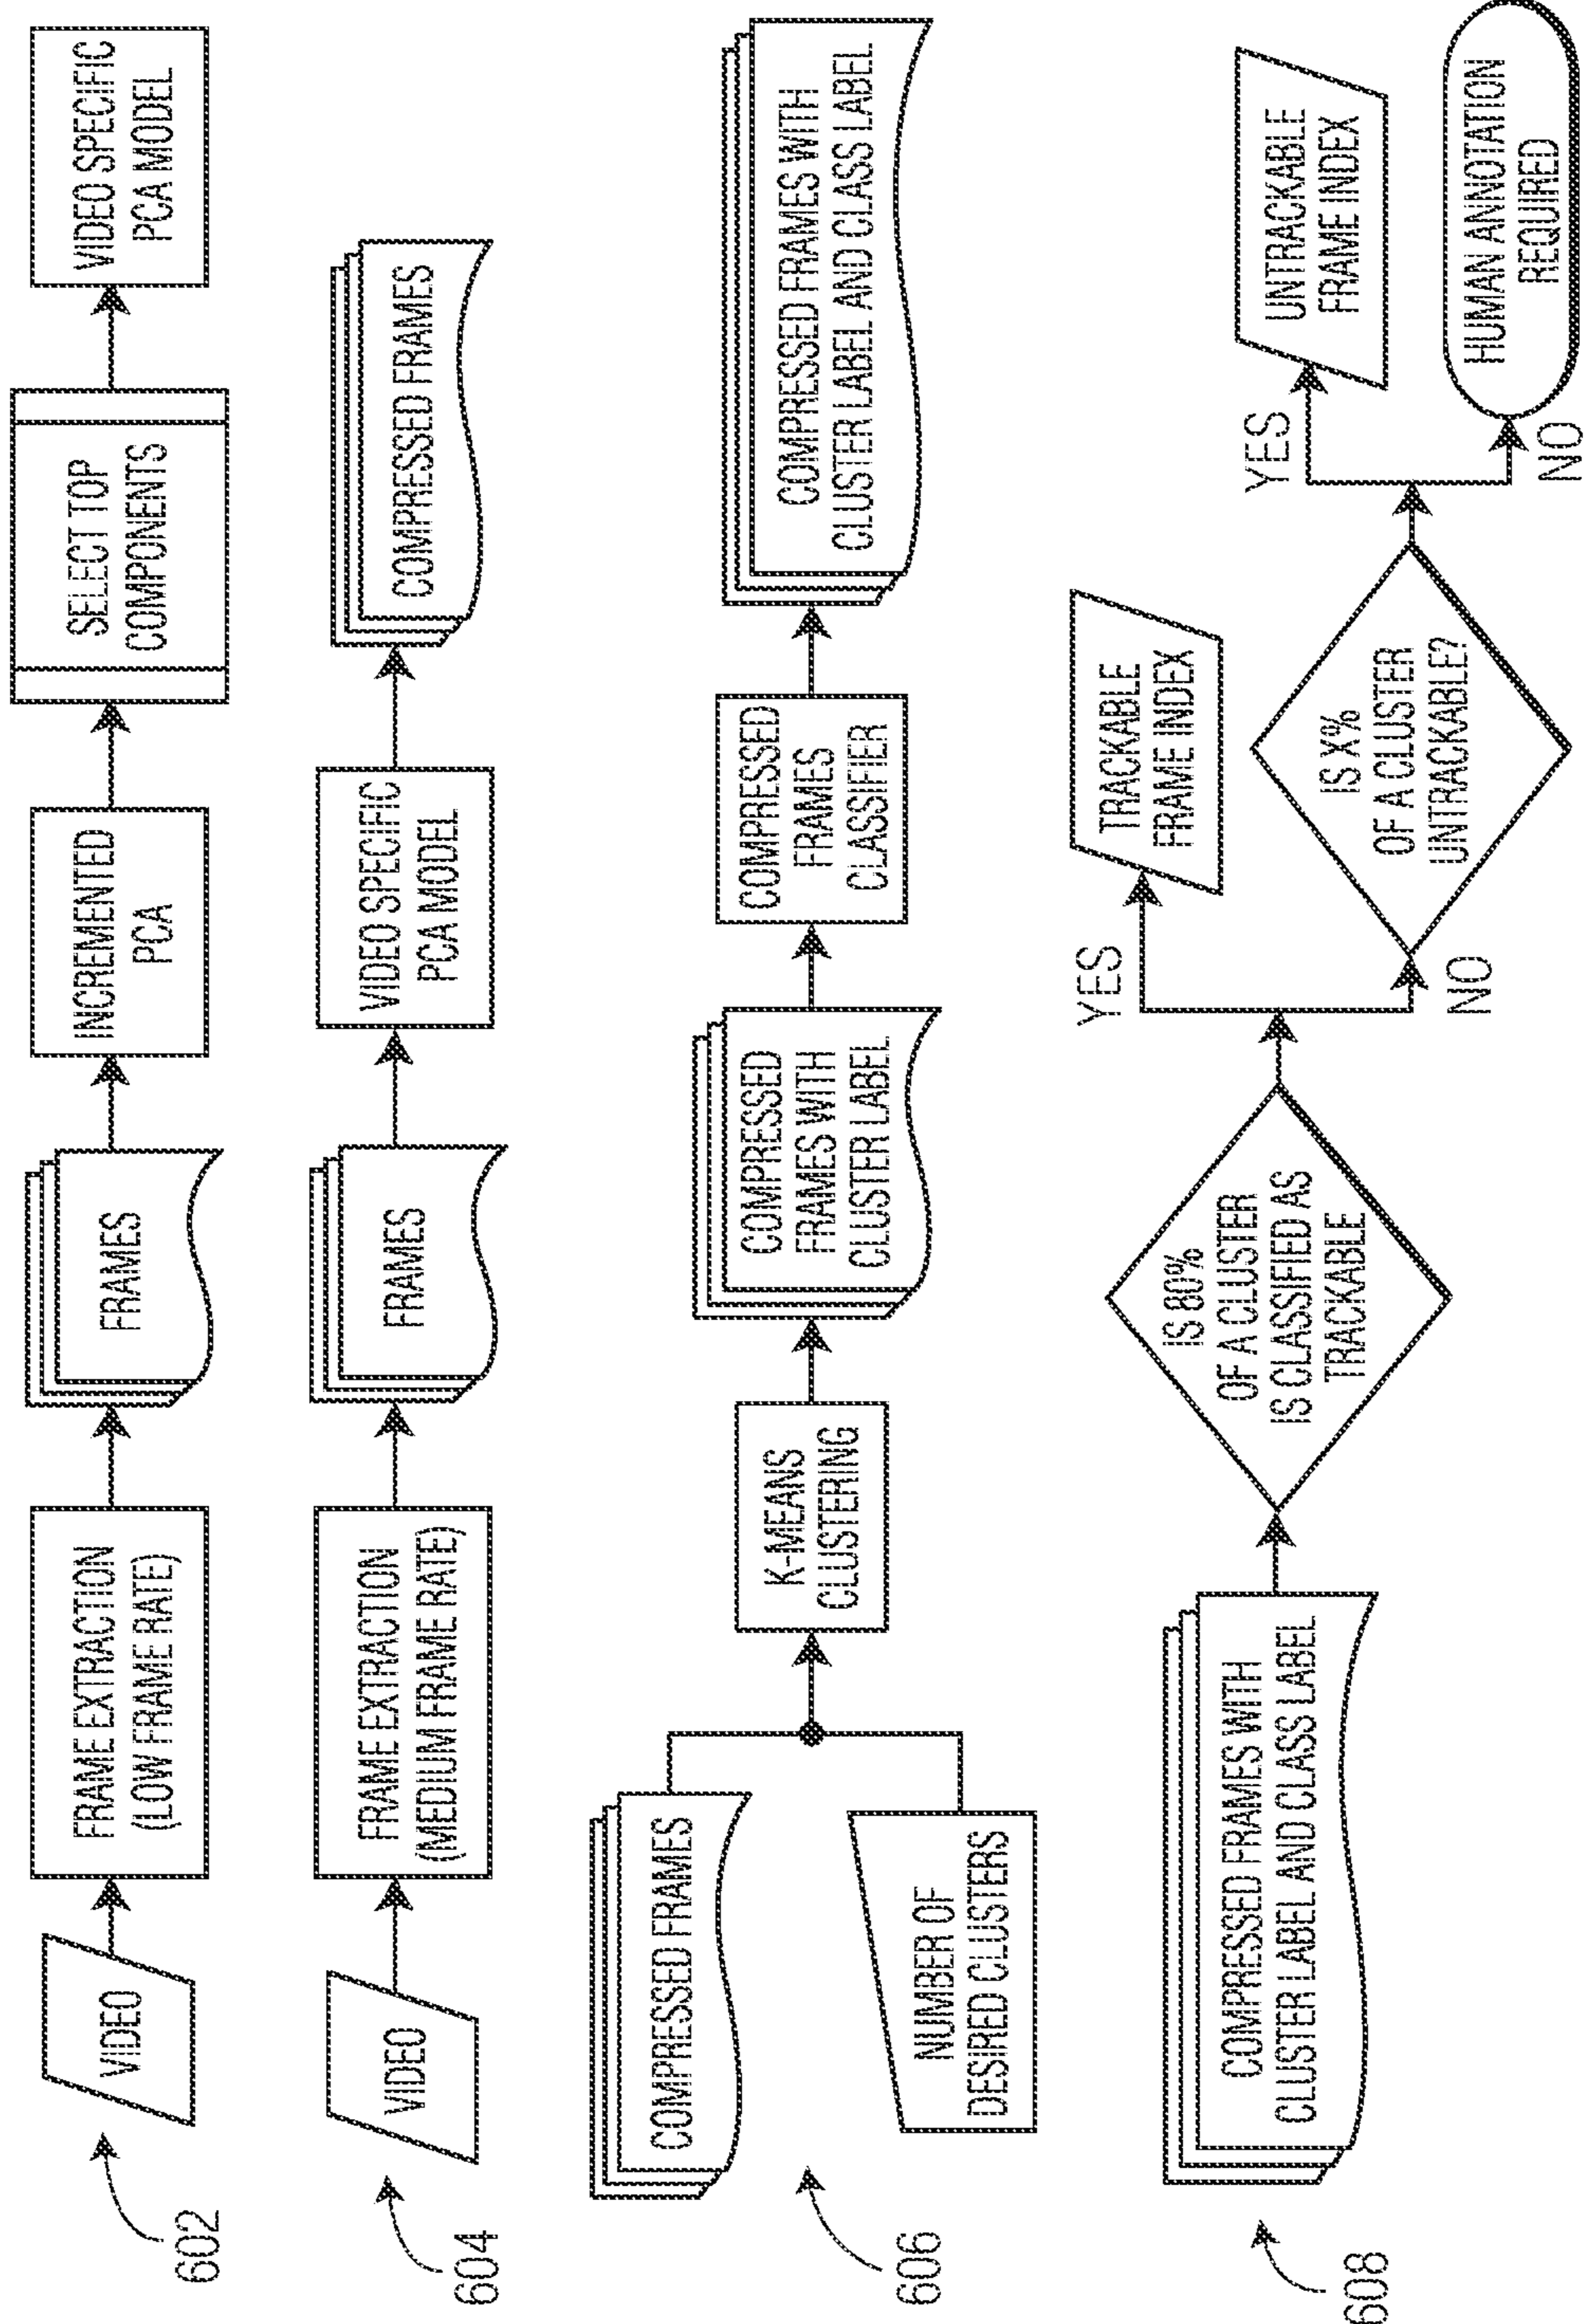 VIDEO
FRAME EXTRACTION
(LOW FRAME RATE)
FRAMES
INCREMENTED
PCA
SELECT TOP
COMPONENTS
VIDEO SPECIFIC
PCA MODEL
602
VIDEO
FRAME EXTRACTION
(MEDIUM FRAME RATE)
FRAMES
VIDEO SPECIFIC
PCA MODEL
COMPRESSED FRAMES
604
COMPRESSED FRAMES
NUMBER OF
DESIRED CLUSTERS
K-MEANS
CLUSTERING
COMPRESSED
FRAMES WITH
CLUSTER LABEL
COMPRESSED
FRAMES
CLASSIFIER
COMPRESSED FRAMES WITH
CLUSTER LABEL AND CLASS LABEL
606
COMPRESSED FRAMES WITH
CLUSTER LABEL AND CLASS LABEL
IS 80%
OF A CLUSTER
IS CLASSIFIED AS
TRACKABLE
YES
TRACKABLE
FRAME INDEX
NO
IS X%
OF A CLUSTER
UNTRACKABLE?
YES
UNTRACKABLE
FRAME INDEX
NO
HUMAN ANNOTATION
REQUIRED
608